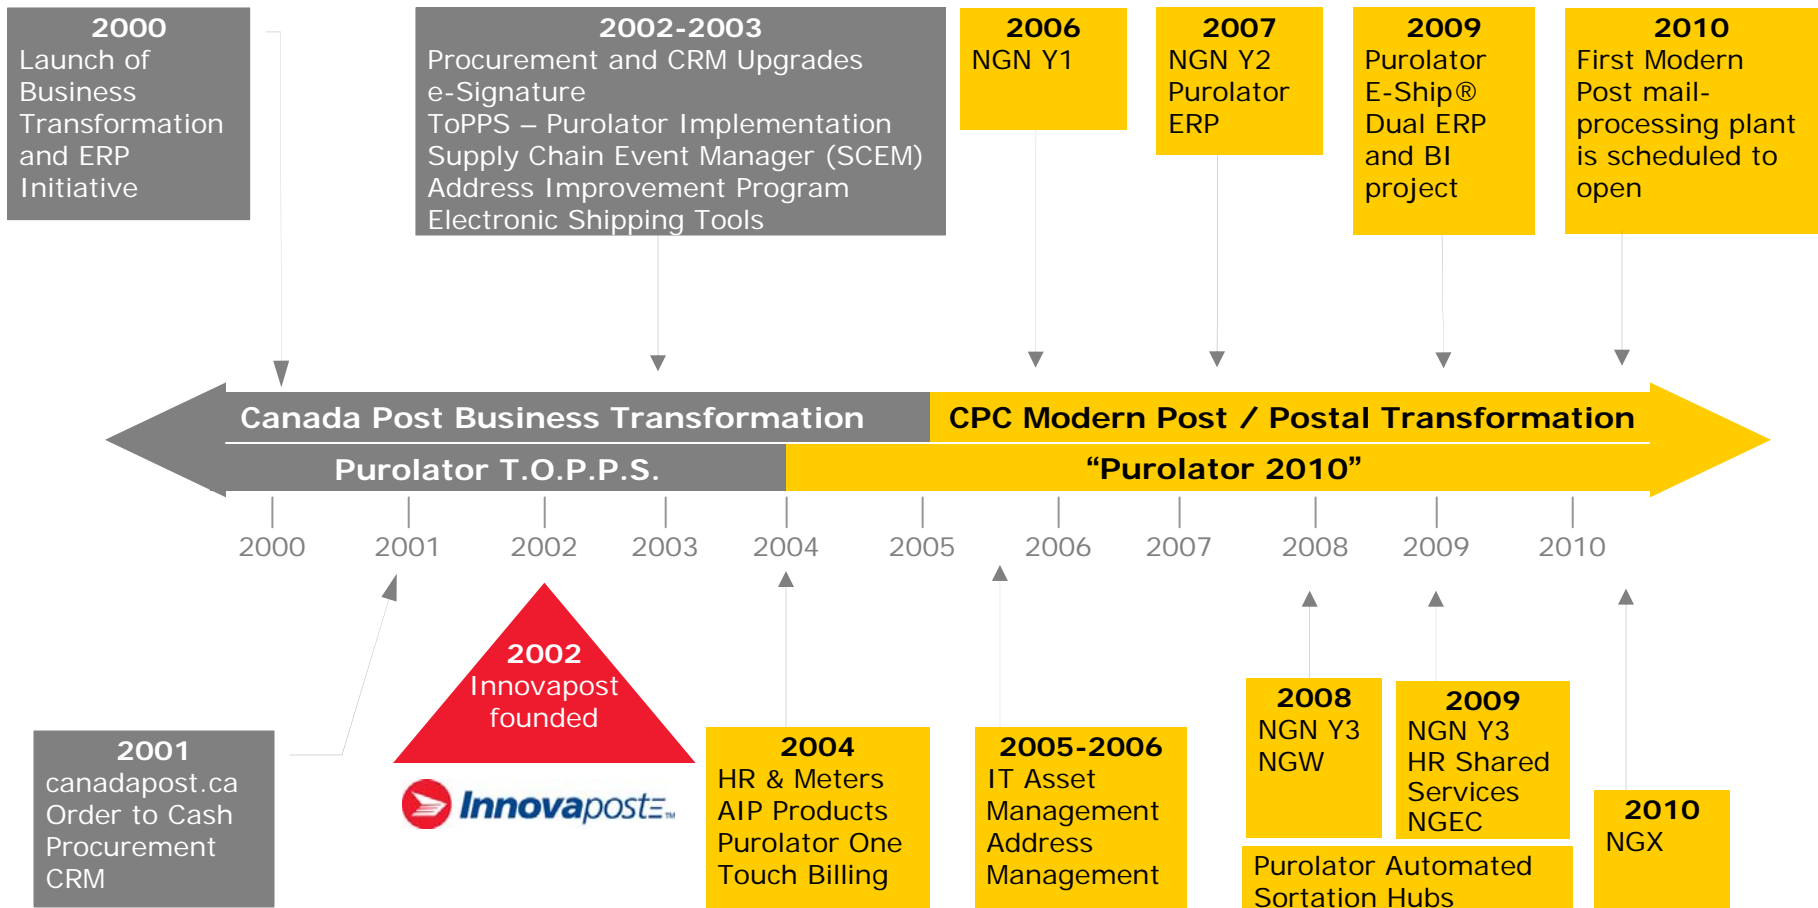 2000
Launch of
Business
Transformation
and ERP
Initiative
2002-2003
Procurement and CRM Upgrades
e-Signature
ToPPS – Purolator Implementation
Supply Chain Event Manager (SCEM)
Address Improvement Program
Electronic Shipping Tools
2006
NGN Y1
2007
NGN Y2
Purolator
ERP
2009
Purolator
E-Ship®
Dual ERP
and BI
project
2010
First Modern
Post mail-
processing plant
is scheduled to
open
Canada Post Business Transformation
CPC Modern Post / Postal Transformation
Purolator T.O.P.P.S.
“Purolator 2010”
2000 2001 2002 2003 2004 2005 2006 2007 2008 2009 2010
2001
canadapost.ca
Order to Cash
Procurement
CRM
2002
Innovapost
founded
Innovaposte™
2004
HR & Meters
AIP Products
Purolator One
Touch Billing
2005-2006
IT Asset
Management
Address
Management
2008
NGN Y3
NGW
2009
NGN Y3
HR Shared
Services
NGEC
Purolator Automated
Sortation Hubs
2010
NGX